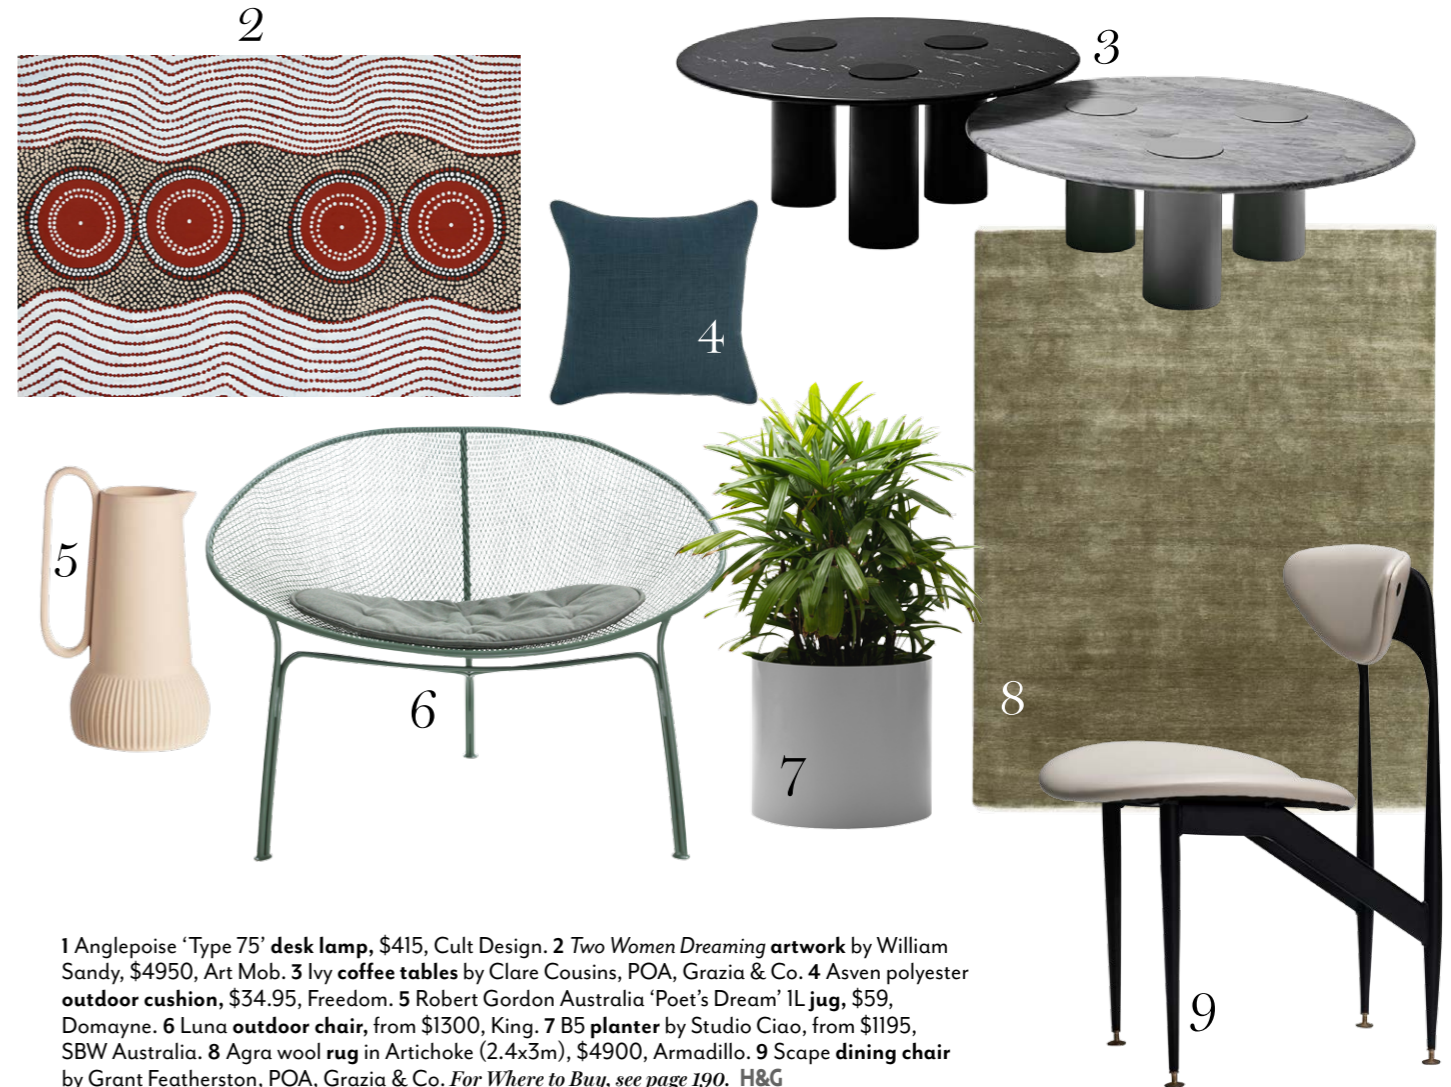 2
3
4
5
6
7
8
9
1 Anglepoise ‘Type 75’ desk lamp, $415, Cult Design. 2 Two Women Dreaming artwork by William
Sandy, $4950, Art Mob. 3 Ivy coffee tables by Clare Cousins, POA, Grazia & Co. 4 Asven polyester
outdoor cushion, $34.95, Freedom. 5 Robert Gordon Australia ‘Poet’s Dream’ 1L jug, $59,
Domayne. 6 Luna outdoor chair, from $1300, King. 7 B5 planter by Studio Ciao, from $1195,
SBW Australia. 8 Agra wool rug in Artichoke (2.4x3m), $4900, Armadillo. 9 Scape dining chair
by Grant Featherston, POA, Grazia & Co. For Where to Buy, see page 190. H&G